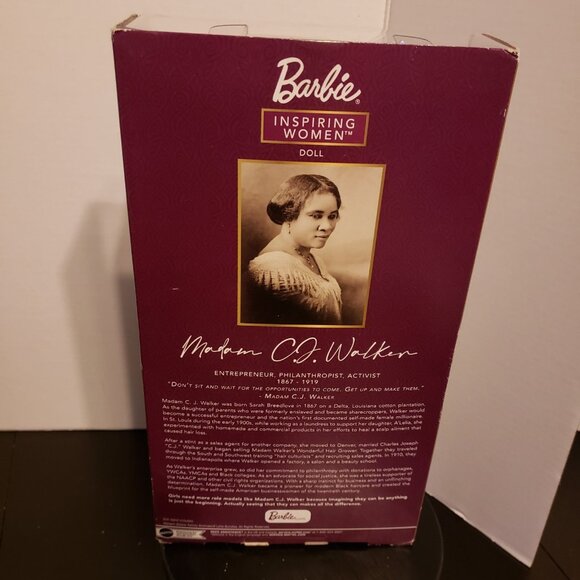 Barbie®
INSPIRING
WOMEN™
DOLL
Madam C.J. Walker
ENTREPRENEUR, PHILANTHROPIST, ACTIVIST
1867 - 1919
"DON'T SIT AND WAIT FOR THE OPPORTUNITIES TO COME. GET UP AND MAKE THEM."
- MADAM C.J. WALKER
Madam C. J. Walker was born Sarah Breedlove in 1867 on a Delta, Louisiana cotton plantation.
As the daughter of parents who were formerly enslaved and became sharecroppers, Walker would
become a successful entrepreneur and the nation's first documented self-made female millionaire.
In St. Louis during the early 1900s, while working as a laundress to support her daughter, A'Lelia, she
experimented with homemade and commercial products in her efforts to heal a scalp ailment that
caused hair loss.
After a stint as a sales agent for another company, she moved to Denver, married Charles Joseph
"C.J." Walker and began selling Madam Walker's Wonderful Hair Grower. Together they traveled
through the South and Southwest training "hair culturists" and recruiting sales agents. In 1910, they
moved to Indianapolis where Walker opened a factory, a salon and a beauty school.
As Walker's enterprise grew, so did her commitment to philanthropy with donations to orphanages,
YWCAs, YMCAs and Black colleges. As an advocate for social justice, she was a tireless supporter of
the NAACP and other civil rights organizations. With a sharp instinct for business and an unflinching
determination, Madam C.J. Walker became a pioneer for modern Black haircare and created the
blueprint for the self-made American businesswoman of the twentieth century.
Girls need more role models like Madam C.J. Walker because imagining they can be anything
is just the beginning. Actually seeing that they can makes all the difference.
Barbie